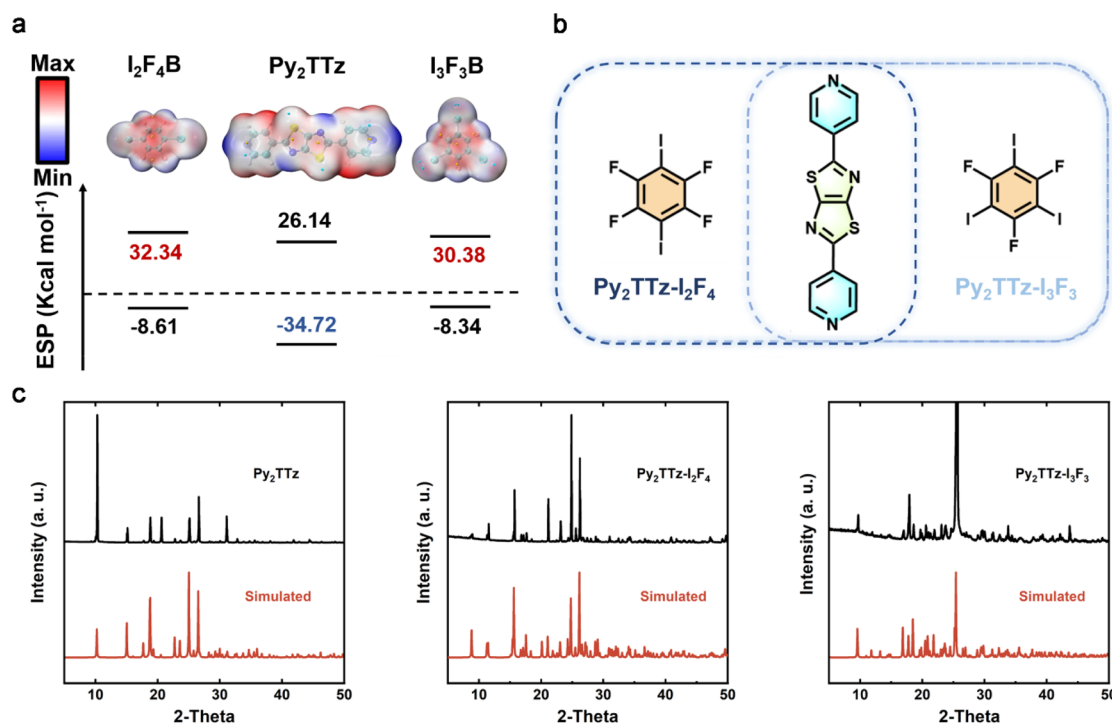 a
Max
Min
I₂F₄B
Py₂TTz
I₃F₃B
ESP (Kcal mol⁻¹)
32.34
26.14
30.38
-8.61
-34.72
-8.34
b
N
S
N
N
S
N
I
F
F
F
F
I
Py₂TTz-I₂F₄
I
F
F
I
I
F
Py₂TTz-I₃F₃
c
Intensity (a. u.)
Py₂TTz
Simulated
10 20 30 40 50
2-Theta
Intensity (a. u.)
Py₂TTz-I₂F₄
Simulated
10 20 30 40 50
2-Theta
Intensity (a. u.)
Py₂TTz-I₃F₃
Simulated
10 20 30 40 50
2-Theta